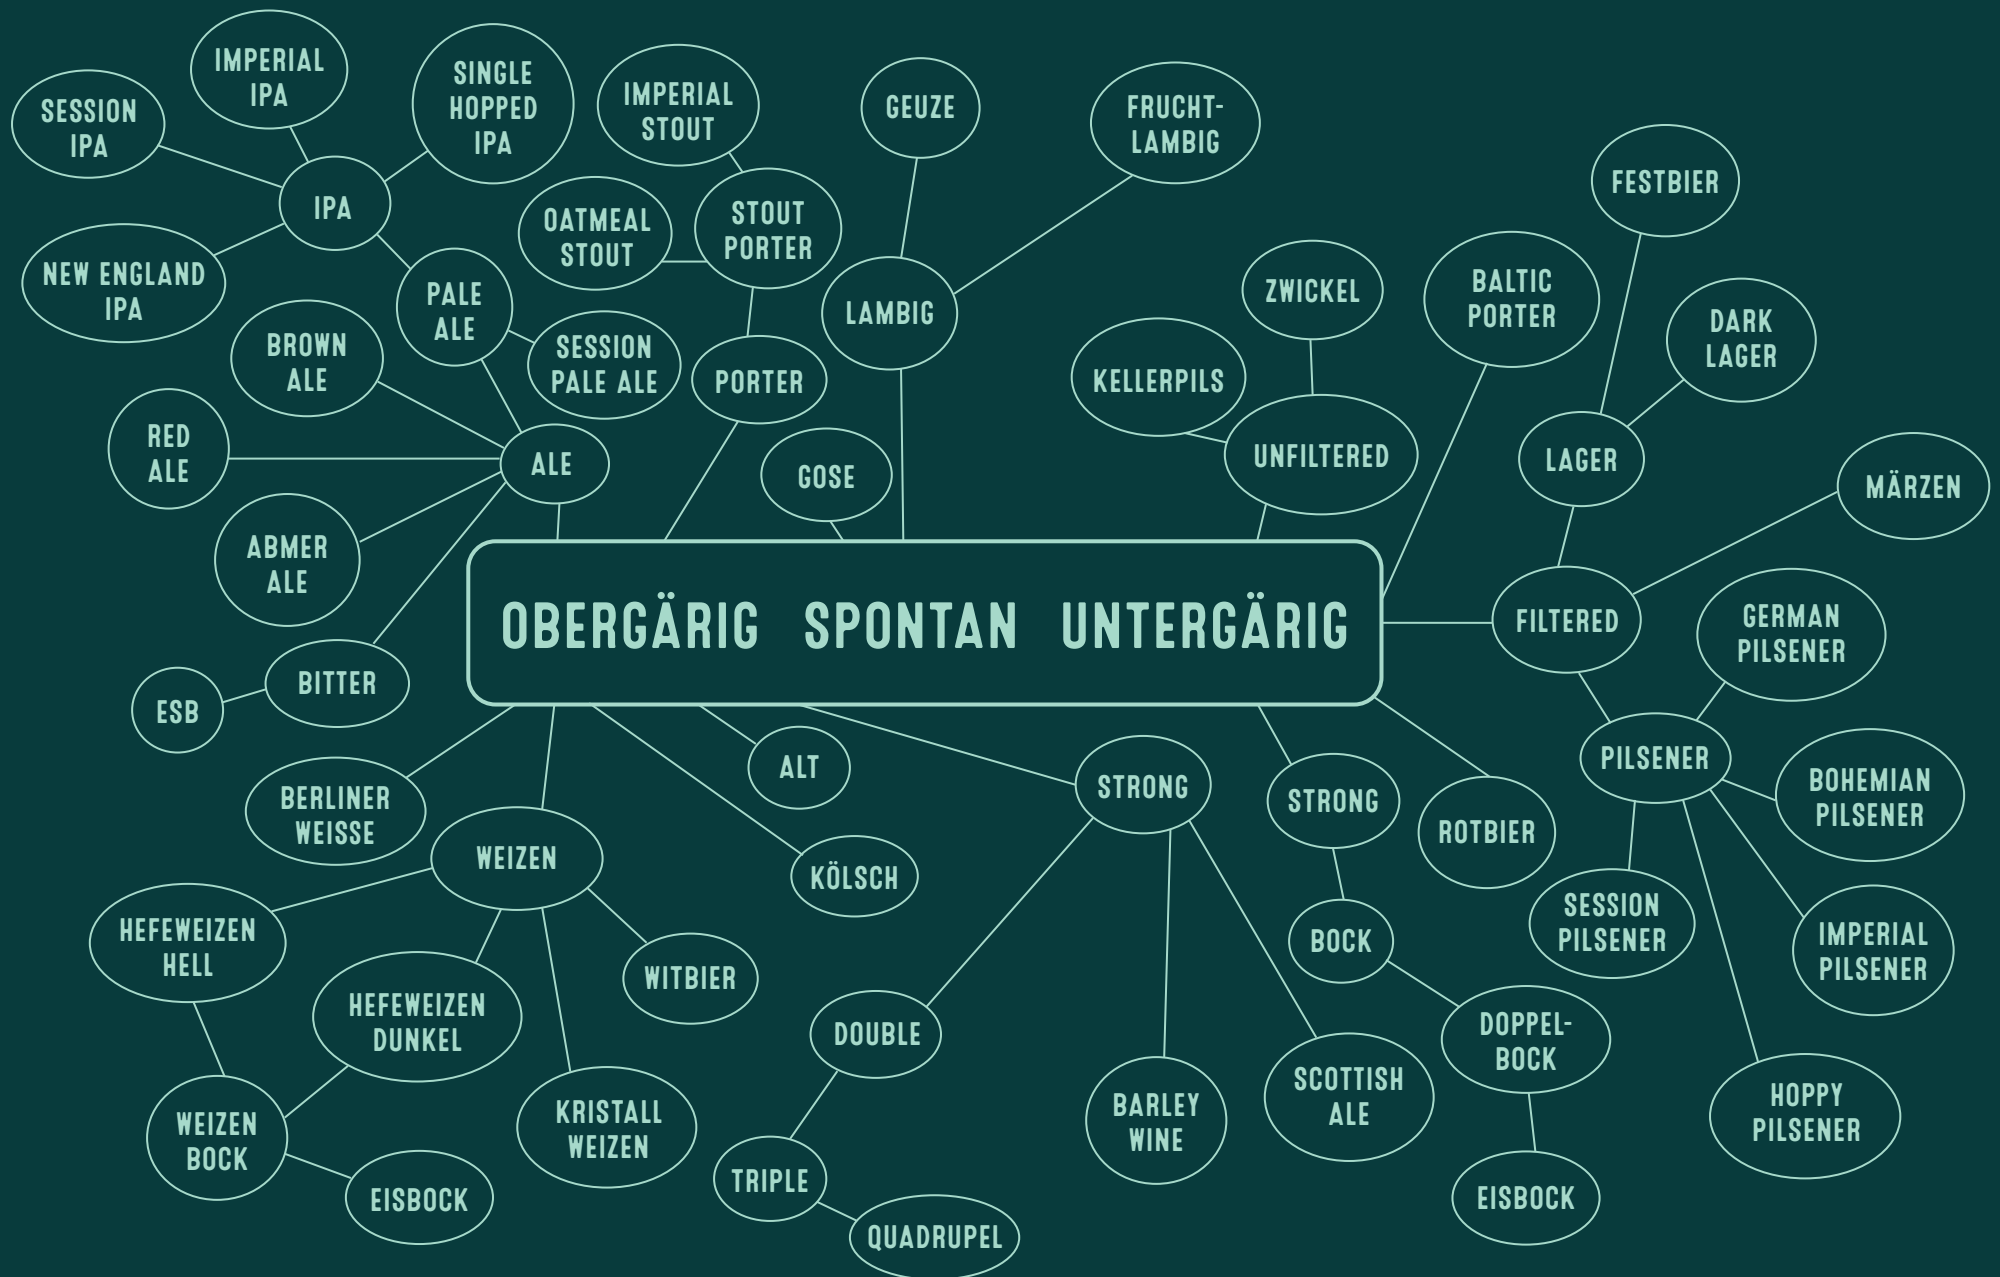 IMPERIAL
IPA
SESSION
IPA
SINGLE
HOPPED
IPA
IMPERIAL
STOUT
GEUZE
FRUCHT-
LAMBIG
FESTBIER
IPA
OATMEAL
STOUT
STOUT
PORTER
NEW ENGLAND
IPA
PALE
ALE
LAMBIG
ZWICKEL
BALTIC
PORTER
DARK
LAGER
BROWN
ALE
SESSION
PALE ALE
PORTER
KELLERPILS
RED
ALE
ALE
GOSE
UNFILTERED
LAGER
MÄRZEN
ABMER
ALE
OBERGÄRIG SPONTAN UNTERGÄRIG
FILTERED
GERMAN
PILSENER
ESB
BITTER
BERLINER
WEISSE
ALT
STRONG
STRONG
PILSENER
BOHEMIAN
PILSENER
WEIZEN
KÖLSCH
ROTBIER
HEFEWEIZEN
HELL
WITBIER
BOCK
SESSION
PILSENER
IMPERIAL
PILSENER
HEFEWEIZEN
DUNKEL
DOUBLE
DOPPEL-
BOCK
WEIZEN
BOCK
KRISTALL
WEIZEN
BARLEY
WINE
SCOTTISH
ALE
HOPPY
PILSENER
EISBOCK
TRIPLE
QUADRUPEL
EISBOCK